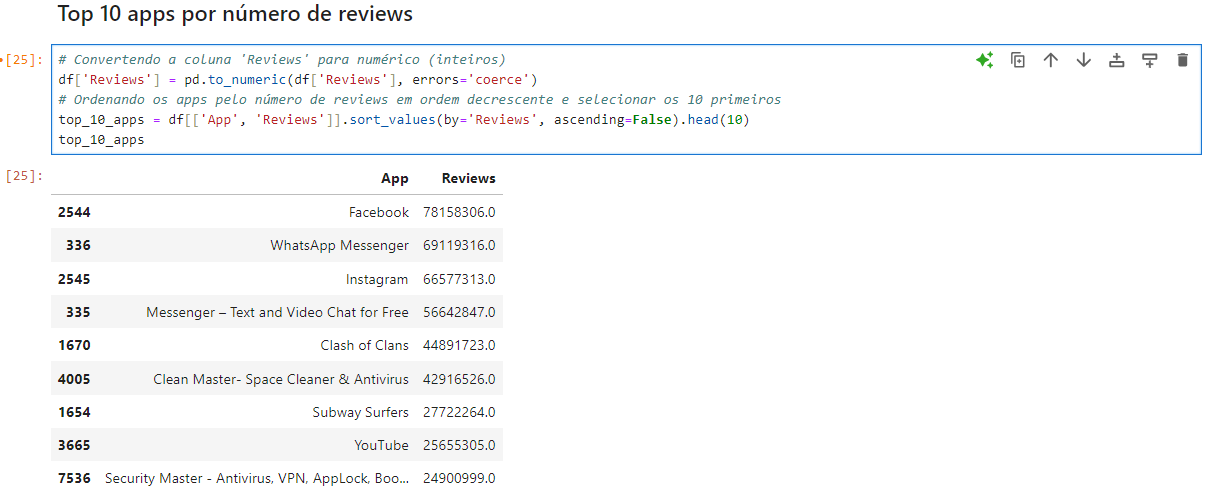 Top 10 apps por número de reviews
[25]:
# Convertendo a coluna 'Reviews' para numérico (inteiros)
df['Reviews'] = pd.to_numeric(df['Reviews'], errors='coerce')
# Ordenando os apps pelo número de reviews em ordem decrescente e selecionar os 10 primeiros
top_10_apps = df[['App', 'Reviews']].sort_values(by='Reviews', ascending=False).head(10)
top_10_apps
[25]:
App Reviews
2544 Facebook 78158306.0
336 WhatsApp Messenger 69119316.0
2545 Instagram 66577313.0
335 Messenger – Text and Video Chat for Free 56642847.0
1670 Clash of Clans 44891723.0
4005 Clean Master- Space Cleaner & Antivirus 42916526.0
1654 Subway Surfers 27722264.0
3665 YouTube 25655305.0
7536 Security Master - Antivirus, VPN, AppLock, Boo... 24900999.0